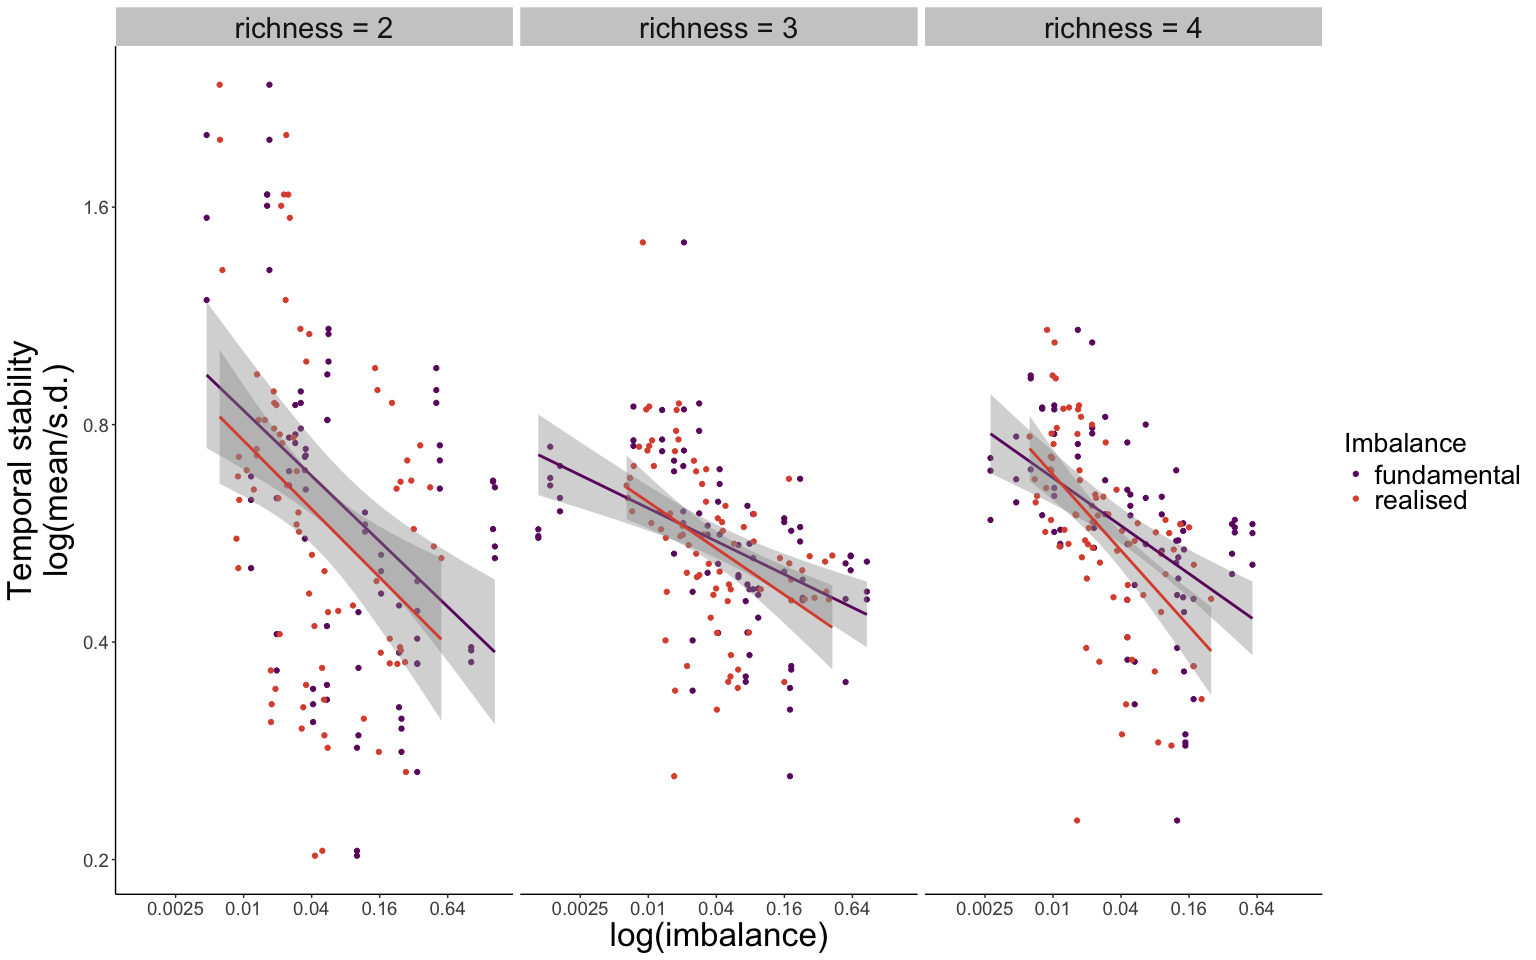 richness = 2
richness = 3
richness = 4
Temporal stability
log(mean/s.d.)
1.6
0.8
0.4
0.2
0.0025 0.01 0.04 0.16 0.64
0.0025 0.01 0.04 0.16 0.64
0.0025 0.01 0.04 0.16 0.64
log(imbalance)
Imbalance
fundamental
realised